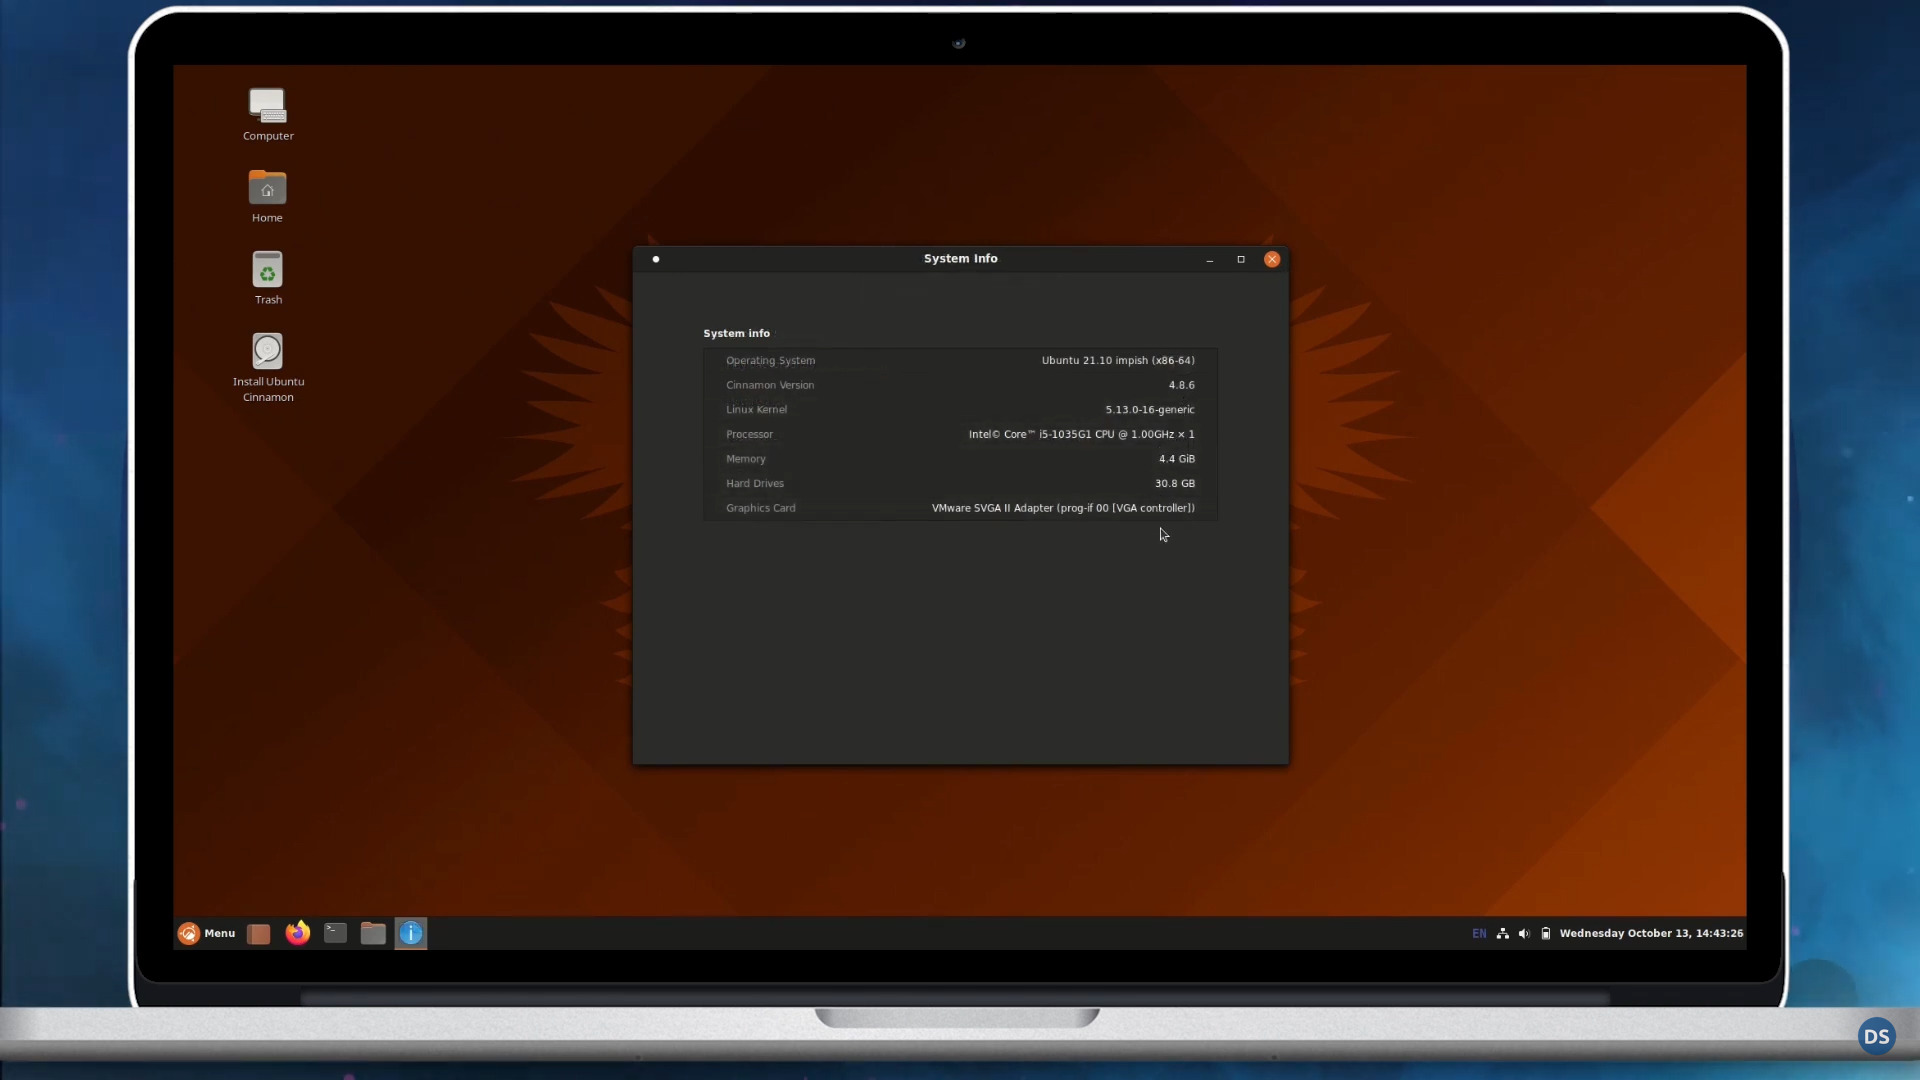 Computer
Home
Trash
Install Ubuntu
Cinnamon
System Info
System info
Operating System Ubuntu 21.10 impish (x86-64)
Cinnamon Version 4.8.6
Linux Kernel 5.13.0-16-generic
Processor Intel© Core™ i5-1035G1 CPU @ 1.00GHz × 1
Memory 4.4 GiB
Hard Drives 30.8 GB
Graphics Card VMware SVGA II Adapter (prog-if 00 [VGA controller])
Menu EN Wednesday October 13, 14:43:26
DS